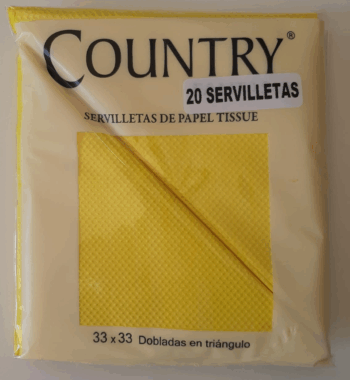 COUNTRY®
20 SERVILLETAS
SERVILLETAS DE PAPEL TISSUE
33 x 33 Dobladas en triángulo